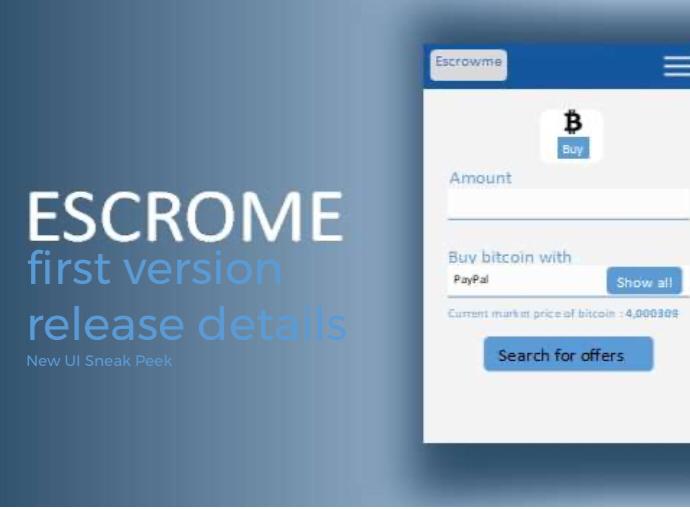 ESCROME
first version
release details
New UI Sneak Peek
Escrowme
Buy
Amount
Buy bitcoin with
PayPal
Show all
Current market price of bitcoin : 4,000309
Search for offers